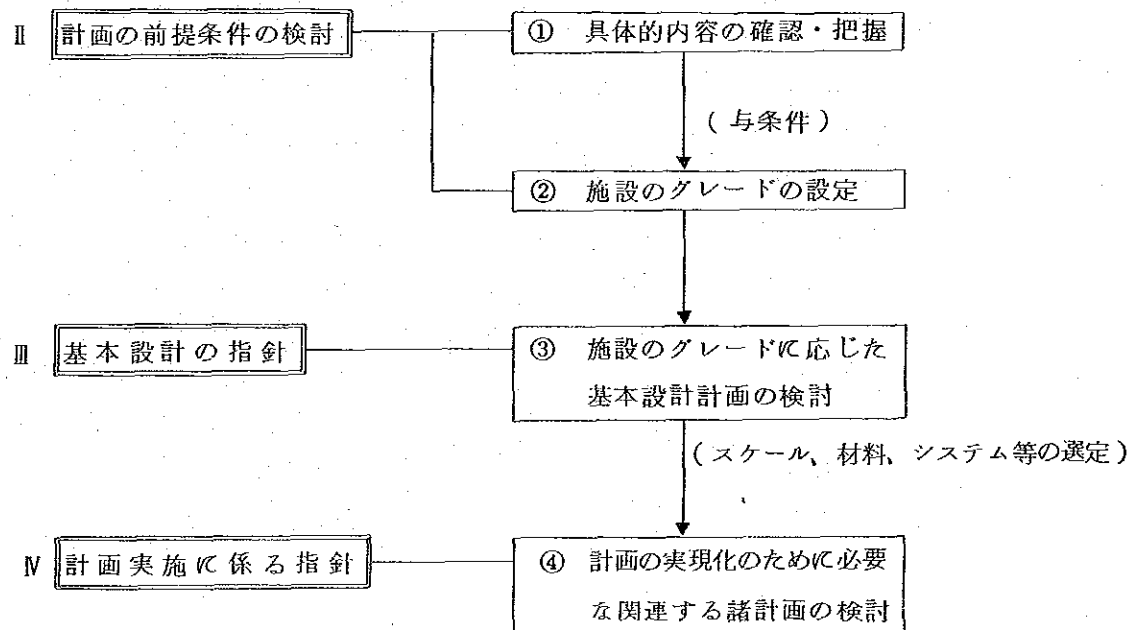 Ⅱ 計画の前提条件の検討 ① 具体的内容の確認・把握
(与条件)
② 施設のグレードの設定
Ⅲ 基本設計の指針 ③ 施設のグレードに応じた
基本設計計画の検討
(スケール、材料、システム等の選定)
Ⅳ 計画実施に係る指針 ④ 計画の実現化のために必要
な関連する諸計画の検討